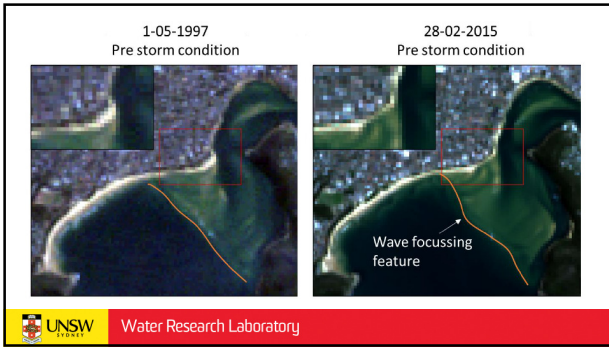 1-05-1997
Pre storm condition
28-02-2015
Pre storm condition
Wave focussing
feature
UNSW
SYDNEY
Water Research Laboratory